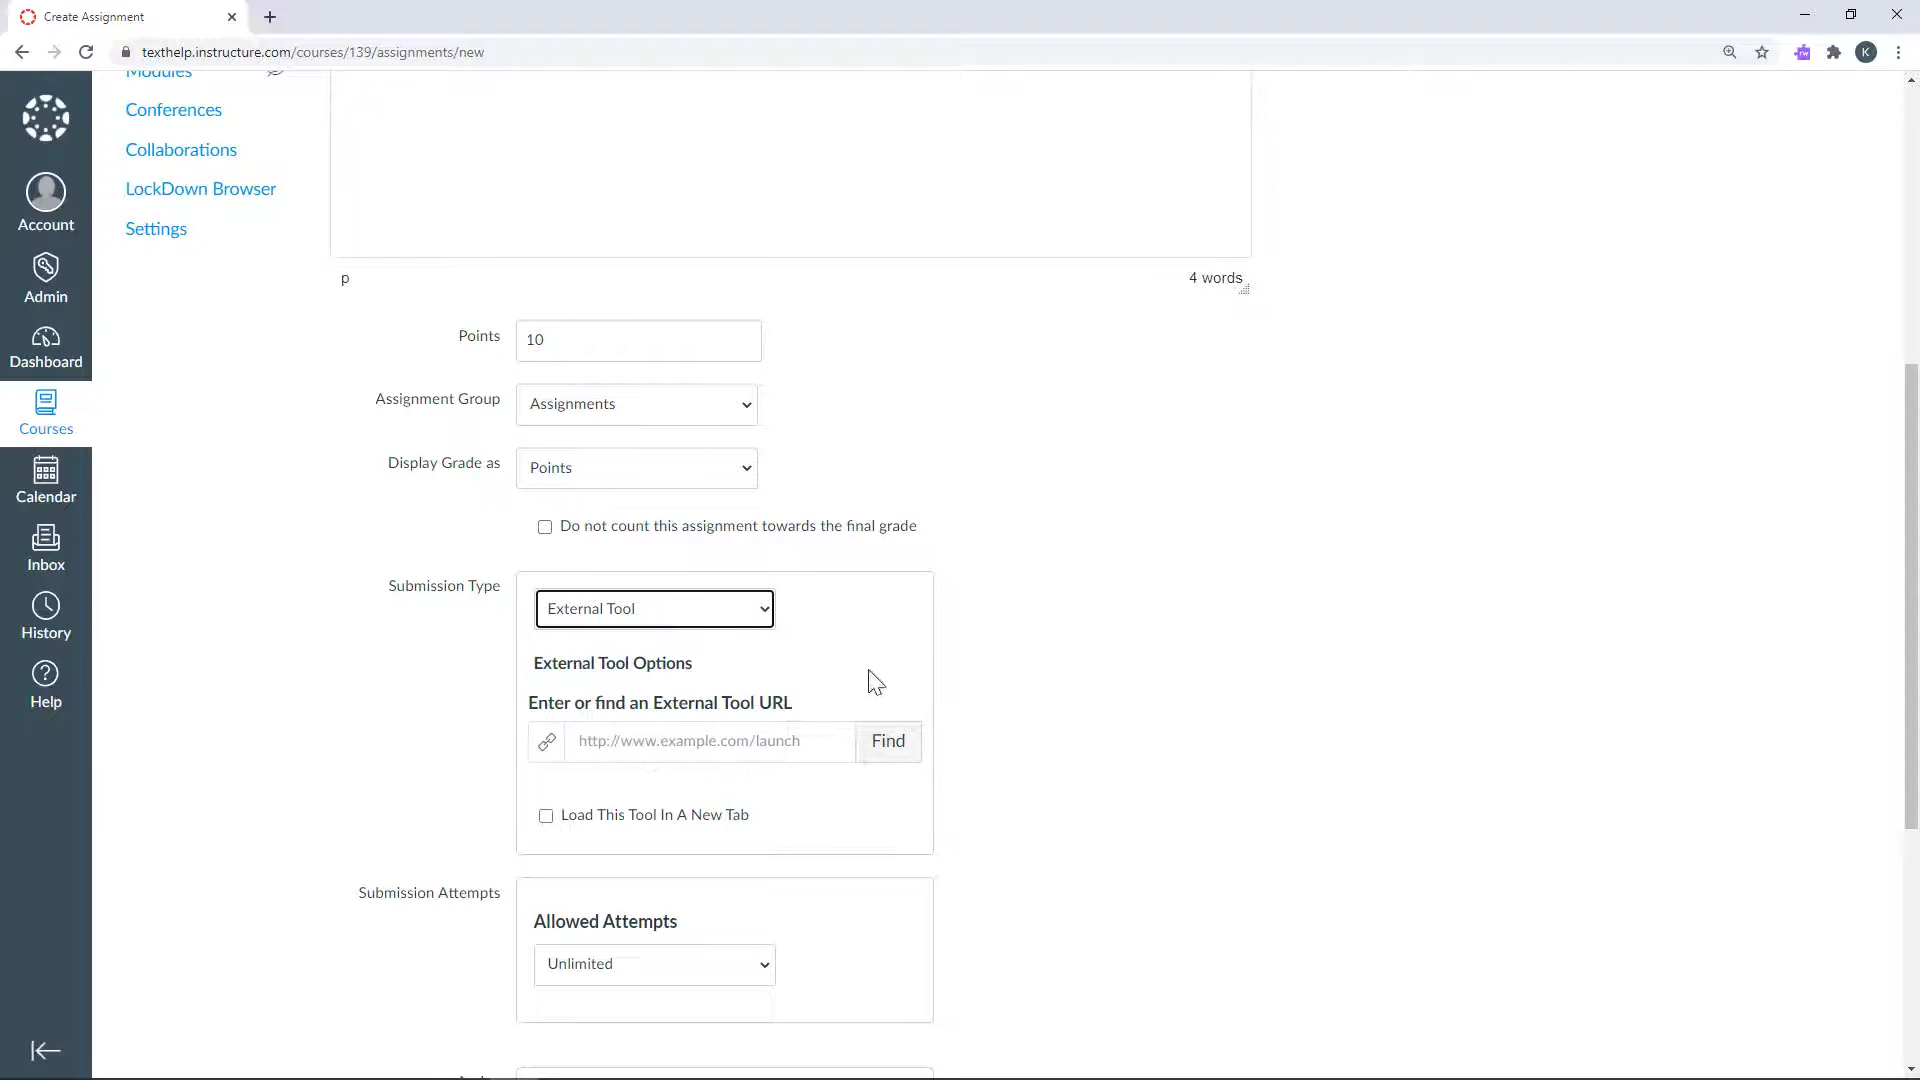 Create Assignment
texthelp.instructure.com/courses/139/assignments/new
rw
K
Modules
Conferences
Collaborations
LockDown Browser
Settings
Account
Admin
Dashboard
Courses
Calendar
Inbox
History
Help
p
4 words
Points
10
Assignment Group
Assignments
Display Grade as
Points
Do not count this assignment towards the final grade
Submission Type
External Tool
External Tool Options
Enter or find an External Tool URL
http://www.example.com/launch
Find
Load This Tool In A New Tab
Submission Attempts
Allowed Attempts
Unlimited